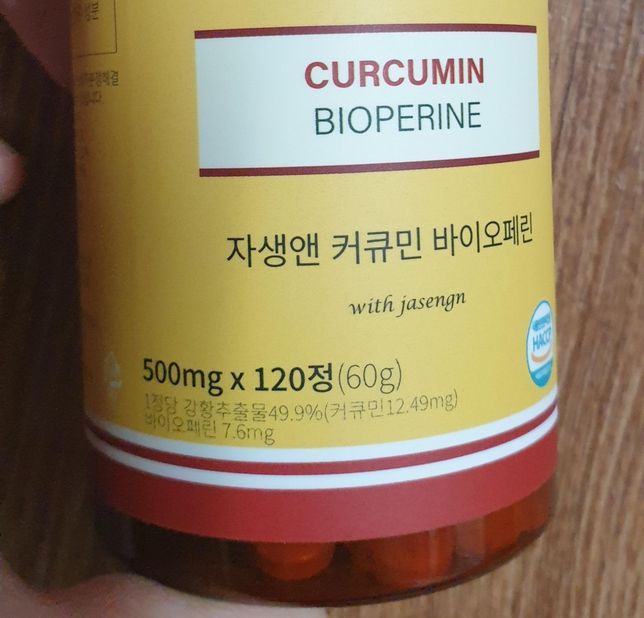 CURCUMIN
BIOPERINE
자생앤 커큐민 바이오페린
with jasengn
HACCP
500mg x 120정(60g)
1정당 강황추출물49.9%(커큐민12.49mg)
바이오페린 7.6mg